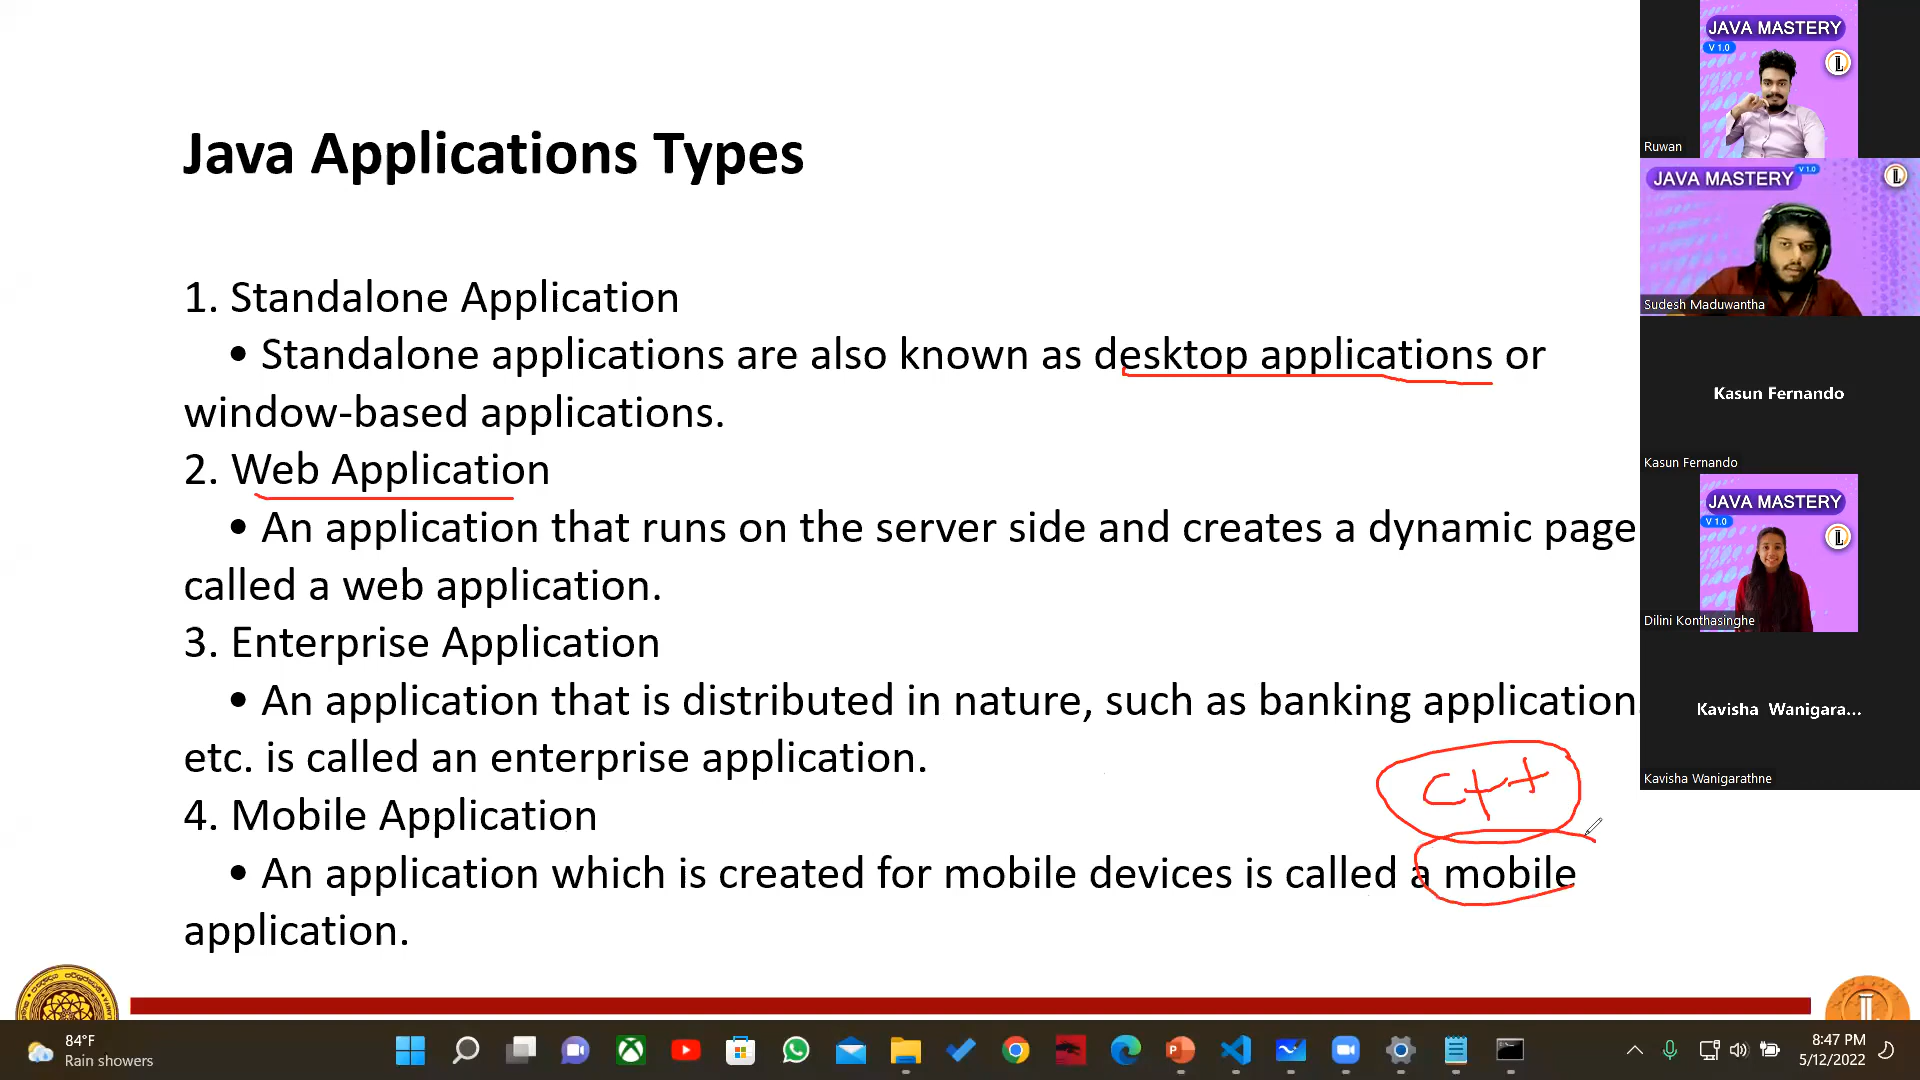 Java Applications Types
1. Standalone Application
• Standalone applications are also known as desktop applications or
window-based applications.
2. Web Application
• An application that runs on the server side and creates a dynamic page
called a web application.
3. Enterprise Application
• An application that is distributed in nature, such as banking application
etc. is called an enterprise application.
C++
4. Mobile Application
• An application which is created for mobile devices is called a mobile
application.
JAVA MASTERY
V 1.0
Ruwan
JAVA MASTERY
V 1.0
Sudesh Maduwantha
Kasun Fernando
Kasun Fernando
JAVA MASTERY
V 1.0
Dilini Konthasinghe
Kavisha Wanigara...
Kavisha Wanigarathne
84°F
Rain showers
8:47 PM
5/12/2022